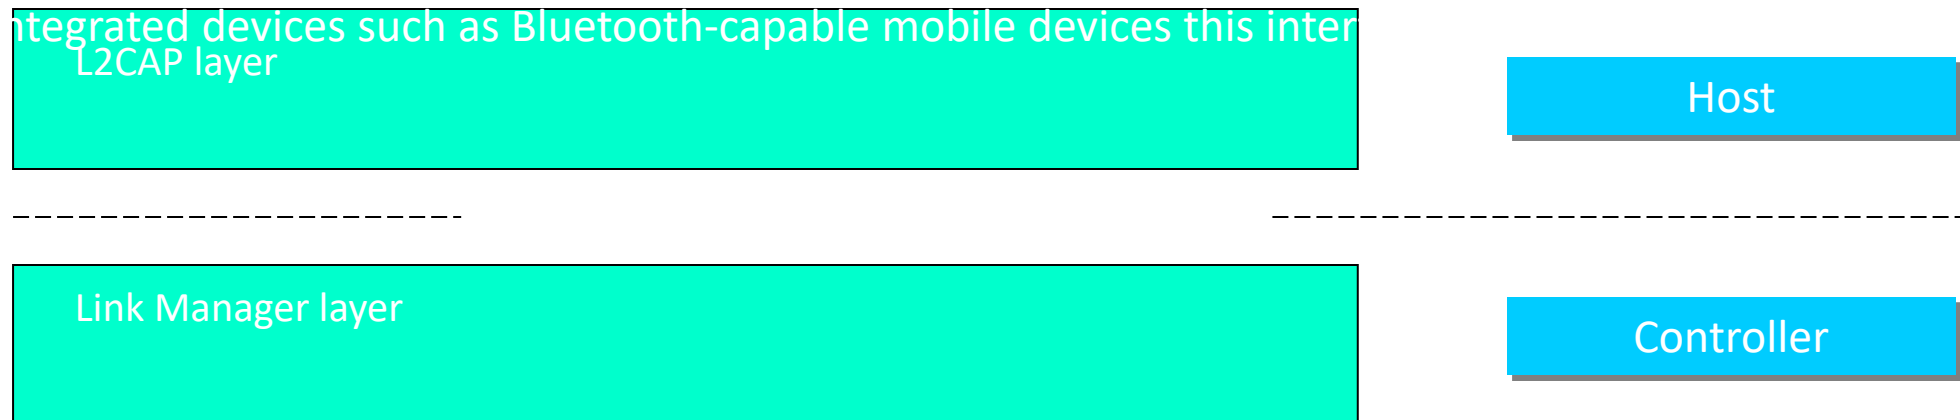 ntegrated devices such as Bluetooth-capable mobile devices this inter
L2CAP layer
Host
Link Manager layer
Controller